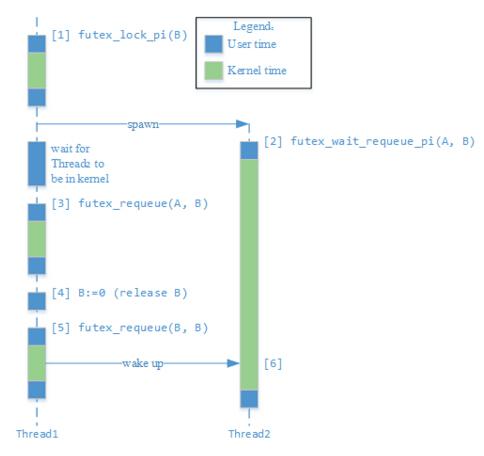 Legend:
[1] futex_lock_pi(B)
User time
Kernel time
spawn
[2] futex_wait_requeue_pi(A, B)
wait for
Thread2 to
be in kernel
[3] futex_requeue(A, B)
[4] B:=0 (release B)
[5] futex_requeue(B, B)
wake up
[6]
Thread1
Thread2